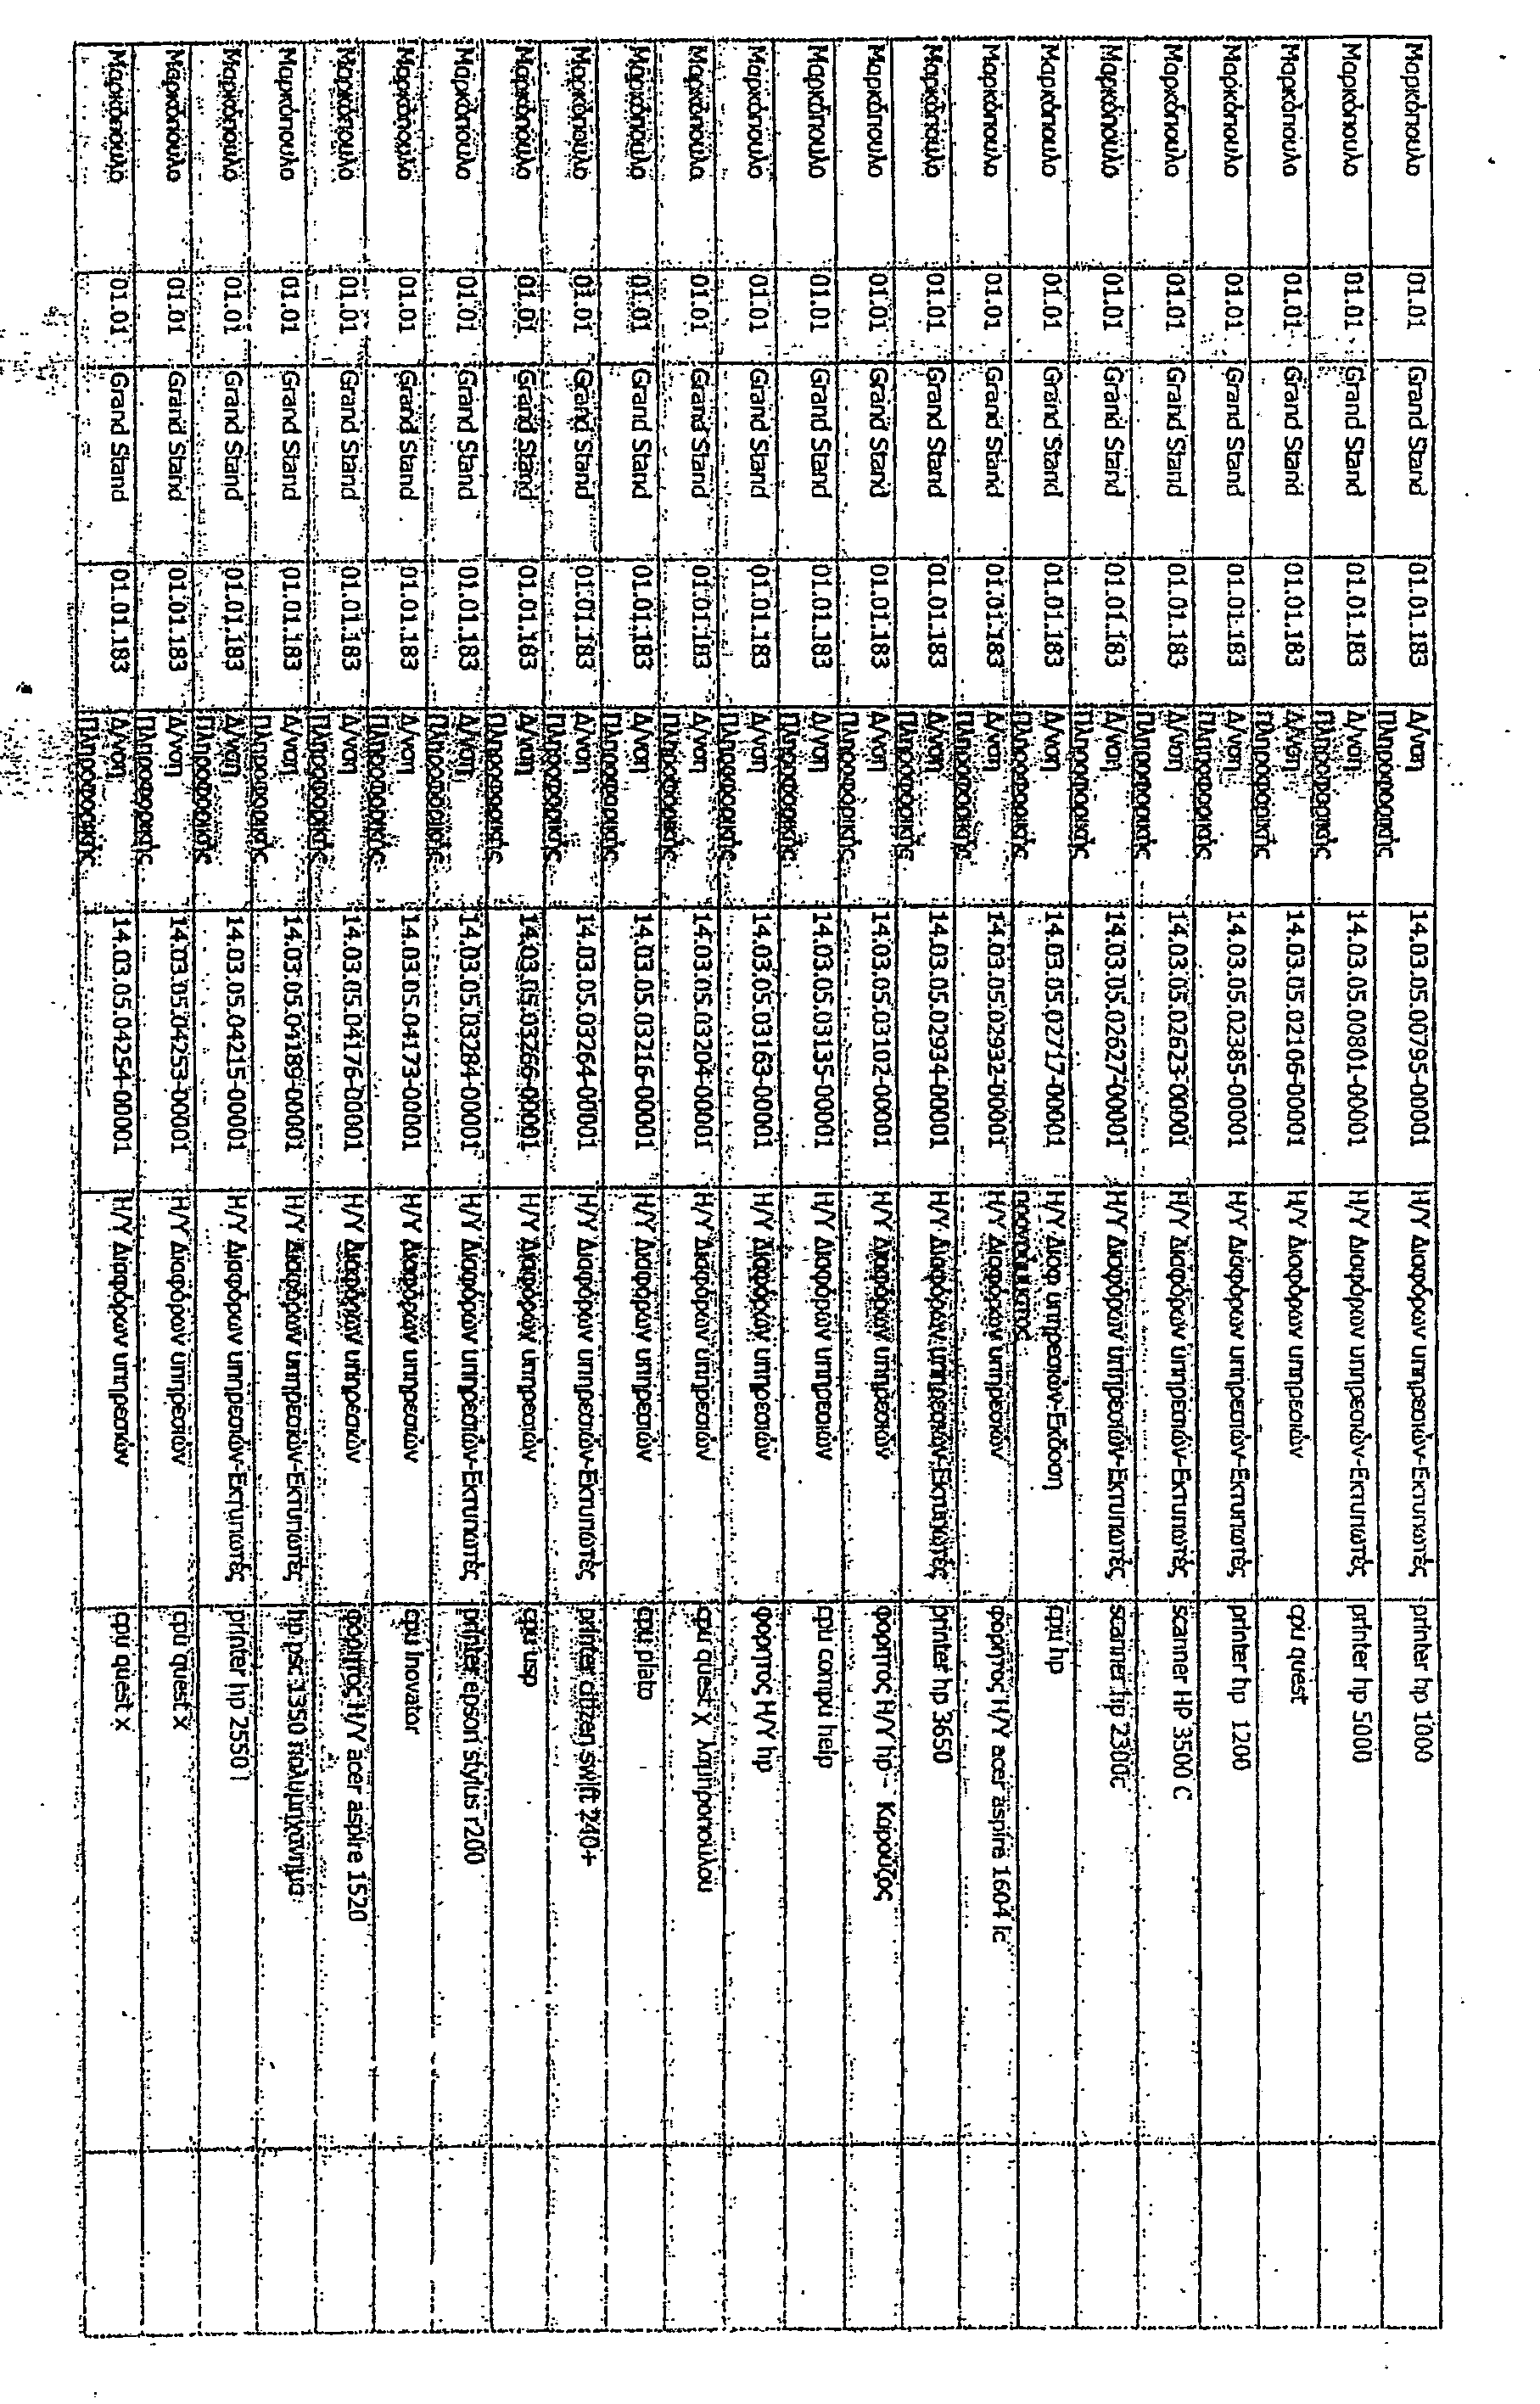 Μαρκόπουλο 01.01 Grand Stand 01.01.183 Δ/νση Πληροφορικής 14.03.05.00795-00001 Η/Υ Διαφόρων υπηρεσιών-Εκτυπωτές printer hp 1000
Μαρκόπουλο 01.01 Grand Stand 01.01.183 Δ/νση Πληροφορικής 14.03.05.00801-00001 Η/Υ Διαφόρων υπηρεσιών-Εκτυπωτές printer hp 5000
Μαρκόπουλο 01.01 Grand Stand 01.01.183 Δ/νση Πληροφορικής 14.03.05.02106-00001 Η/Υ Διαφόρων υπηρεσιών cpu quest
Μαρκόπουλο 01.01 Grand Stand 01.01.183 Δ/νση Πληροφορικής 14.03.05.02385-00001 Η/Υ Διαφόρων υπηρεσιών-Εκτυπωτές printer hp 1200
Μαρκόπουλο 01.01 Grand Stand 01.01.183 Δ/νση Πληροφορικής 14.03.05.02623-00001 Η/Υ Διαφόρων υπηρεσιών-Εκτυπωτές scanner HP 3500 C
Μαρκόπουλο 01.01 Grand Stand 01.01.183 Δ/νση Πληροφορικής 14.03.05.02627-00001 Η/Υ Διαφόρων υπηρεσιών-Εκτυπωτές scanner hp 2300c
Μαρκόπουλο 01.01 Grand Stand 01.01.183 Δ/νση Πληροφορικής 14.03.05.02717-00001 Η/Υ Διαφ υπηρεσιών-Εκδοση προγράμματος cpu hp
Μαρκόπουλο 01.01 Grand Stand 01.01.183 Δ/νση Πληροφορικής 14.03.05.02932-00001 Η/Υ Διαφόρων υπηρεσιών φορητος Η/Υ acer aspire 1604 lc
Μαρκόπουλο 01.01 Grand Stand 01.01.183 Δ/νση Πληροφορικής 14.03.05.02934-00001 Η/Υ Διαφόρων υπηρεσιών-Εκτυπωτές printer hp 3650
Μαρκόπουλο 01.01 Grand Stand 01.01.183 Δ/νση Πληροφορικής 14.03.05.03102-00001 Η/Υ Διαφόρων υπηρεσιών φορητός Η/Υ hp - Καρούζος
Μαρκόπουλο 01.01 Grand Stand 01.01.183 Δ/νση Πληροφορικής 14.03.05.03135-00001 Η/Υ Διαφόρων υπηρεσιών cpu compu help
Μαρκόπουλο 01.01 Grand Stand 01.01.183 Δ/νση Πληροφορικής 14.03.05.03163-00001 Η/Υ Διαφόρων υπηρεσιών φορητος Η/Υ hp
Μαρκόπουλο 01.01 Grand Stand 01.01.183 Δ/νση Πληροφορικής 14.03.05.03204-00001 Η/Υ Διαφόρων υπηρεσιών cpu quest x λαμπροπούλου
Μαρκόπουλο 01.01 Grand Stand 01.01.183 Δ/νση Πληροφορικής 14.03.05.03216-00001 Η/Υ Διαφόρων υπηρεσιών cpu plato
Μαρκόπουλο 01.01 Grand Stand 01.01.183 Δ/νση Πληροφορικής 14.03.05.03264-00001 Η/Υ Διαφόρων υπηρεσιών-Εκτυπωτές printer citizen swift 240+
Μαρκόπουλο 01.01 Grand Stand 01.01.183 Δ/νση Πληροφορικής 14.03.05.03266-00001 Η/Υ Διαφόρων υπηρεσιών cpu usp
Μαρκόπουλο 01.01 Grand Stand 01.01.183 Δ/νση Πληροφορικής 14.03.05.03284-00001 Η/Υ Διαφόρων υπηρεσιών-Εκτυπωτές printer epson stylus r200
Μαρκόπουλο 01.01 Grand Stand 01.01.183 Δ/νση Πληροφορικής 14.03.05.04173-00001 Η/Υ Διαφόρων υπηρεσιών cpu inovator
Μαρκόπουλο 01.01 Grand Stand 01.01.183 Δ/νση Πληροφορικής 14.03.05.04176-00001 Η/Υ Διαφόρων υπηρεσιών φορητος Η/Υ acer aspire 1520
Μαρκόπουλο 01.01 Grand Stand 01.01.183 Δ/νση Πληροφορικής 14.03.05.04189-00001 Η/Υ Διαφόρων υπηρεσιών-Εκτυπωτές hp psc 1350 πολυμηχάνημα
Μαρκόπουλο 01.01 Grand Stand 01.01.183 Δ/νση Πληροφορικής 14.03.05.04215-00001 Η/Υ Διαφόρων υπηρεσιών-Εκτυπωτές printer hp 2550 l
Μαρκόπουλο 01.01 Grand Stand 01.01.183 Δ/νση Πληροφορικής 14.03.05.04253-00001 Η/Υ Διαφόρων υπηρεσιών cpu quest x
Μαρκόπουλο 01.01 Grand Stand 01.01.183 Δ/νση Πληροφορικής 14.03.05.04254-00001 Η/Υ Διαφόρων υπηρεσιών cpu quest x